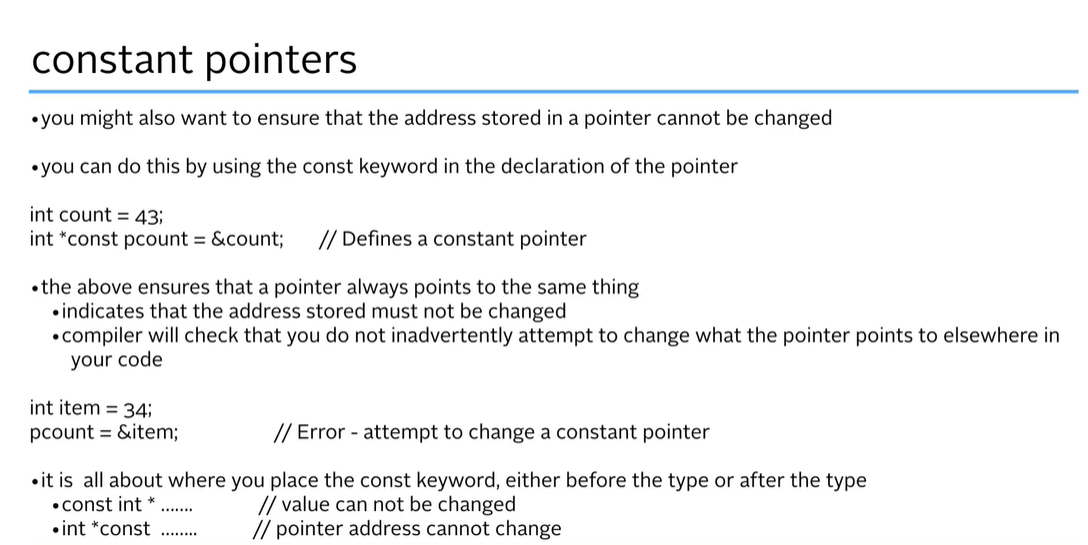 constant pointers
•you might also want to ensure that the address stored in a pointer cannot be changed
•you can do this by using the const keyword in the declaration of the pointer
int count = 43;
int *const pcount = &count; // Defines a constant pointer
•the above ensures that a pointer always points to the same thing
•indicates that the address stored must not be changed
•compiler will check that you do not inadvertently attempt to change what the pointer points to elsewhere in
your code
int item = 34;
pcount = &item; // Error - attempt to change a constant pointer
•it is all about where you place the const keyword, either before the type or after the type
•const int * ....... // value can not be changed
•int *const ........ // pointer address cannot change